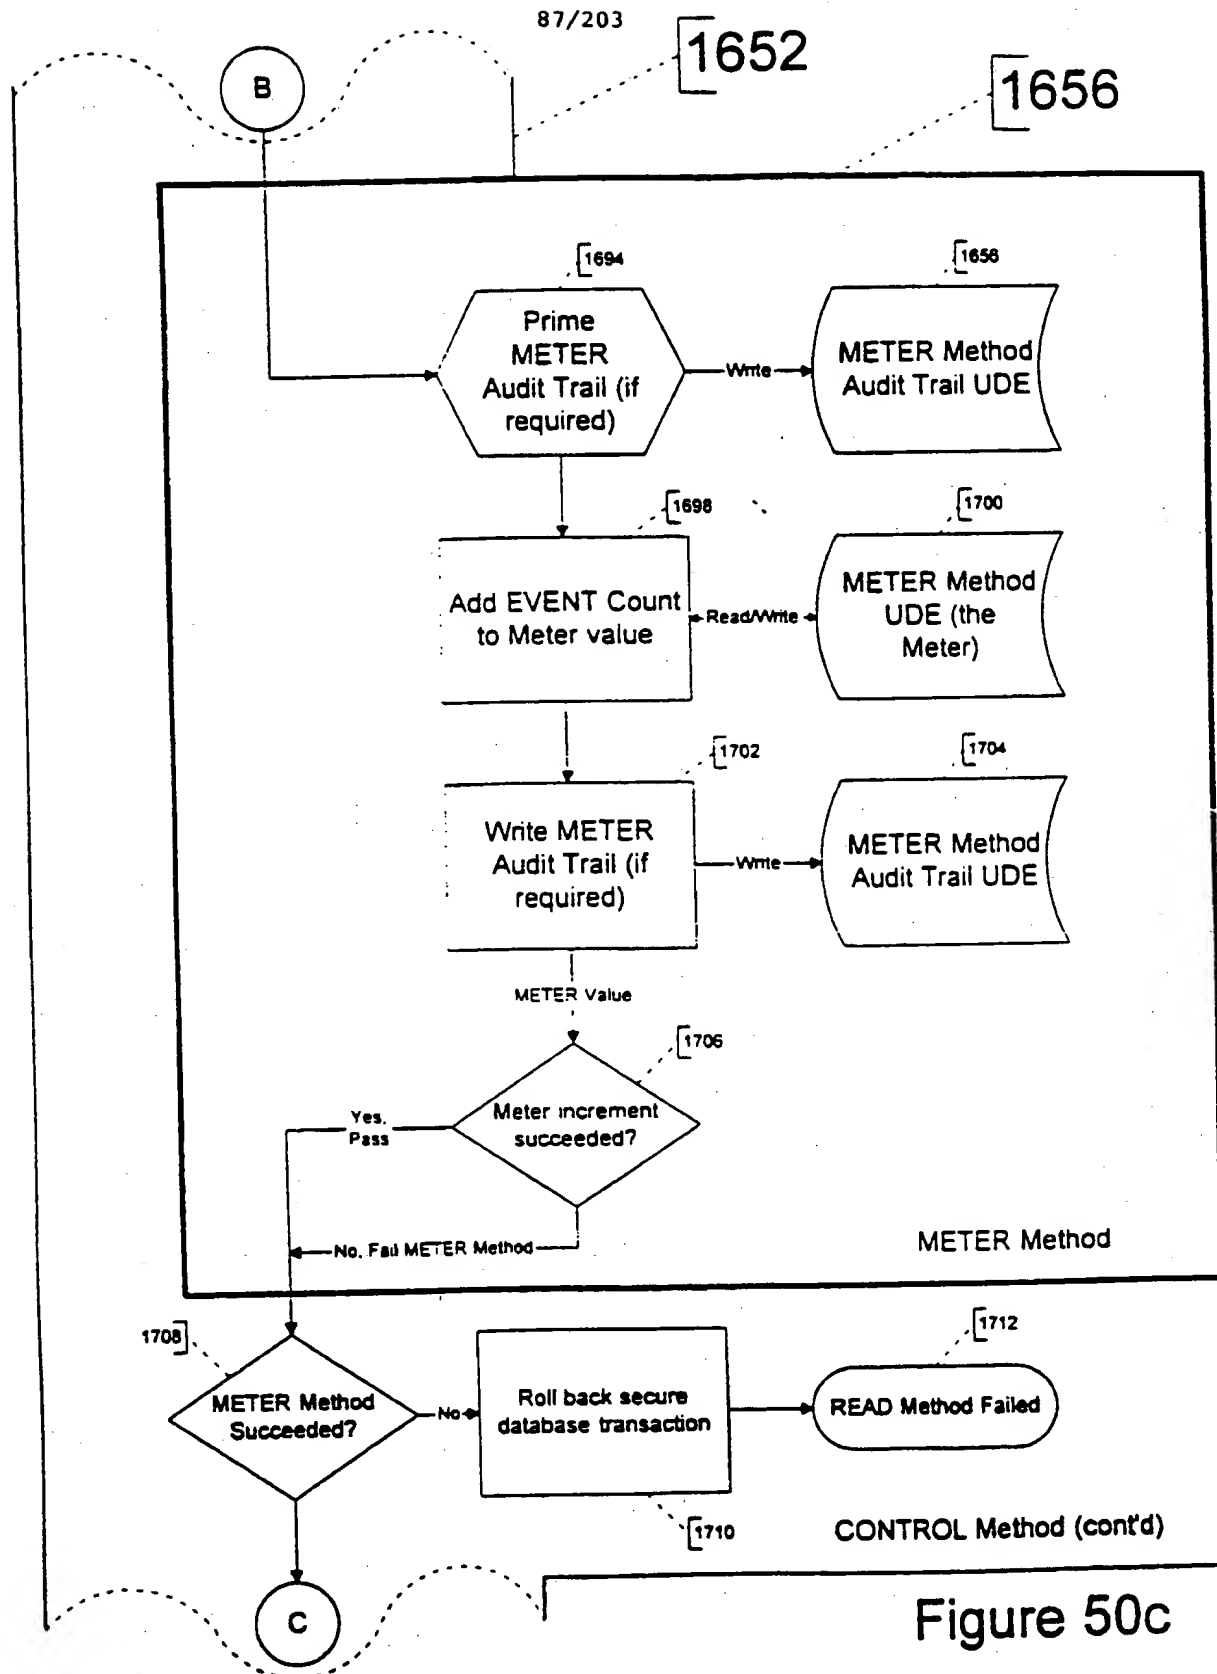 87/203
1652
1656
B
1694
1656
Prime
METER
Audit Trail (if
required)
Write
METER Method
Audit Trail UDE
1698
1700
Add EVENT Count
to Meter value
Read/Write
METER Method
UDE (the
Meter)
1702
1704
Write METER
Audit Trail (if
required)
Write
METER Method
Audit Trail UDE
METER Value
1706
Meter increment
succeeded?
Yes,
Pass
No, Fail METER Method
METER Method
1708
1712
METER Method
Succeeded?
No
Roll back secure
database transaction
READ Method Failed
1710
CONTROL Method (cont'd)
C
Figure 50c